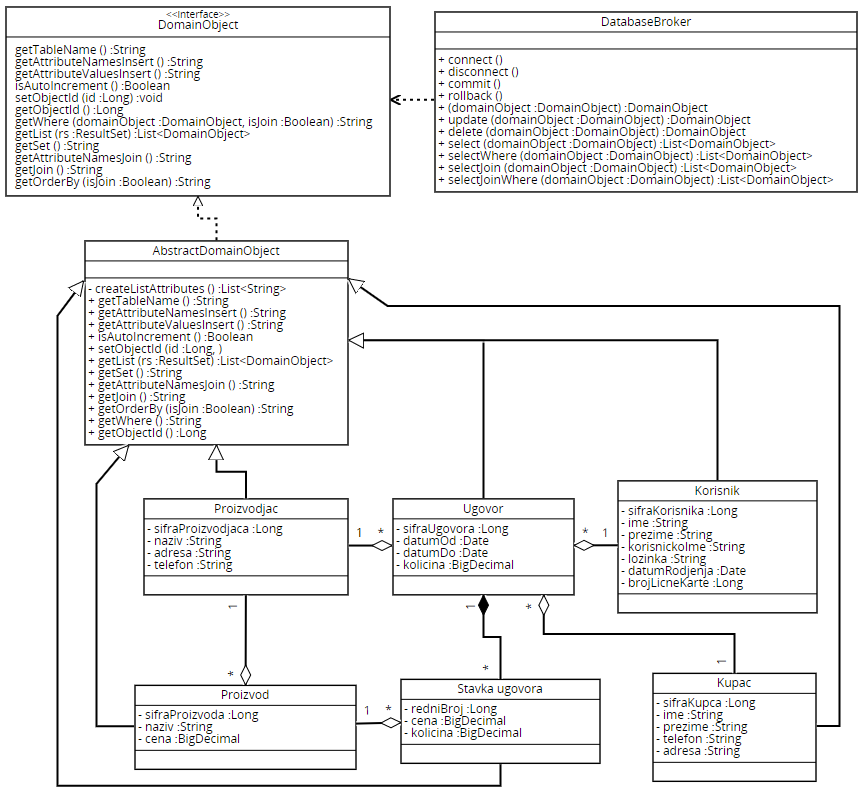 <<interface>>
DomainObject
getTableName () :String
getAttributeNamesInsert () :String
getAttributeValuesInsert () :String
isAutoIncrement () :Boolean
setObjectId (id :Long) :void
getObjectId () :Long
getWhere (domainObject :DomainObject, isJoin :Boolean) :String
getList (rs :ResultSet) :List<DomainObject>
getSet () :String
getAttributeNamesJoin () :String
getJoin () :String
getOrderBy (isJoin :Boolean) :String
DatabaseBroker
+ connect ()
+ disconnect ()
+ commit ()
+ rollback ()
+ (domainObject :DomainObject) :DomainObject
+ update (domainObject :DomainObject) :DomainObject
+ delete (domainObject :DomainObject) :DomainObject
+ select (domainObject :DomainObject) :List<DomainObject>
+ selectWhere (domainObject :DomainObject) :List<DomainObject>
+ selectJoin (domainObject :DomainObject) :List<DomainObject>
+ selectJoinWhere (domainObject :DomainObject) :List<DomainObject>
AbstractDomainObject
- createListAttributes () :List<String>
+ getTableName () :String
+ getAttributeNamesInsert () :String
+ getAttributeValuesInsert () :String
+ isAutoIncrement () :Boolean
+ setObjectId (id :Long, )
+ getList (rs :ResultSet) :List<DomainObject>
+ getSet () :String
+ getAttributeNamesJoin () :String
+ getJoin () :String
+ getOrderBy (isJoin :Boolean) :String
+ getWhere () :String
+ getObjectId () :Long
Proizvodjac
- sifraProizvodjaca :Long
- naziv :String
- adresa :String
- telefon :String
1 *
Ugovor
- sifraUgovora :Long
- datumOd :Date
- datumDo :Date
- kolicina :BigDecimal
* 1
Korisnik
- sifraKorisnika :Long
- ime :String
- prezime :String
- korisnickoIme :String
- lozinka :String
- datumRodjenja :Date
- brojLicneKarte :Long
1
*
1
*
*
1
Proizvod
- sifraProizvoda :Long
- naziv :String
- cena :BigDecimal
1 *
Stavka ugovora
- redniBroj :Long
- cena :BigDecimal
- kolicina :BigDecimal
Kupac
- sifraKupca :Long
- ime :String
- prezime :String
- telefon :String
- adresa :String